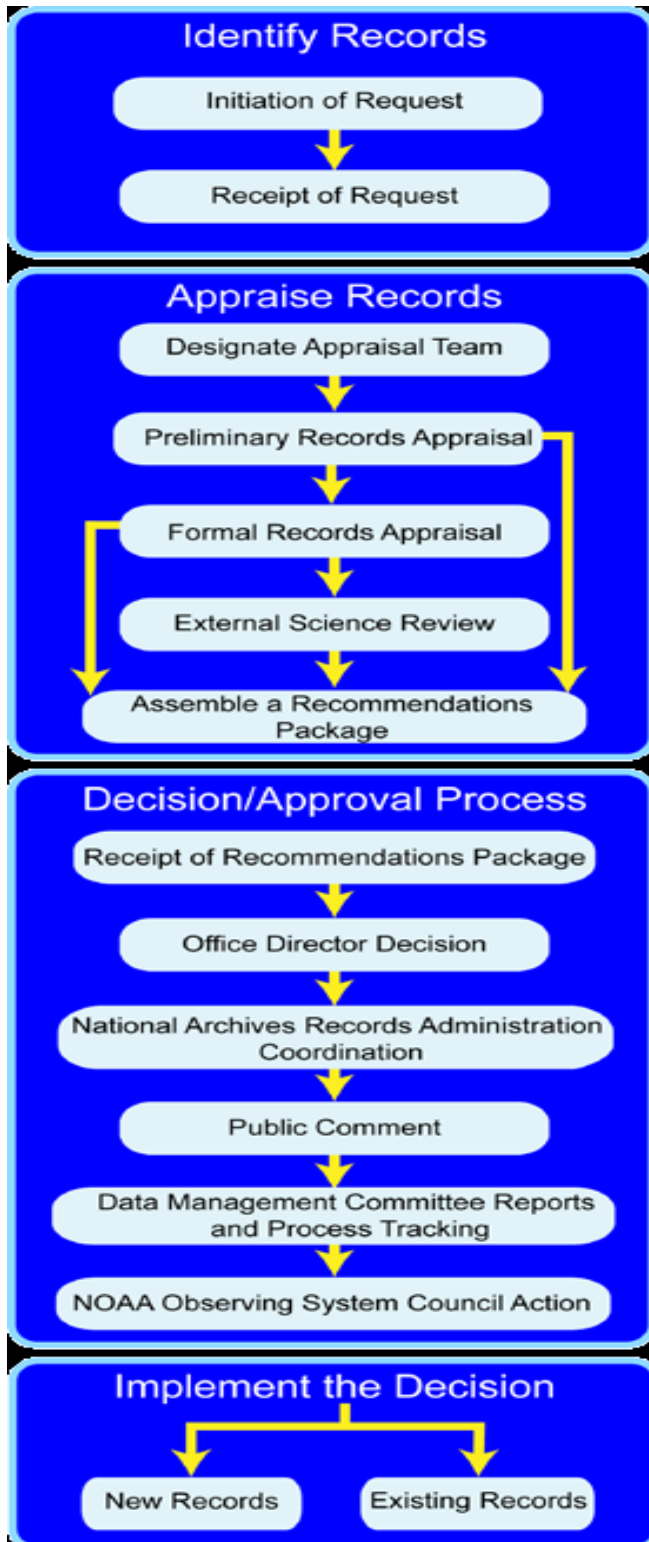 Identify Records
Initiation of Request
Receipt of Request
Appraise Records
Designate Appraisal Team
Preliminary Records Appraisal
Formal Records Appraisal
External Science Review
Assemble a Recommendations
Package
Decision/Approval Process
Receipt of Recommendations Package
Office Director Decision
National Archives Records Administration
Coordination
Public Comment
Data Management Committee Reports
and Process Tracking
NOAA Observing System Council Action
Implement the Decision
New Records
Existing Records